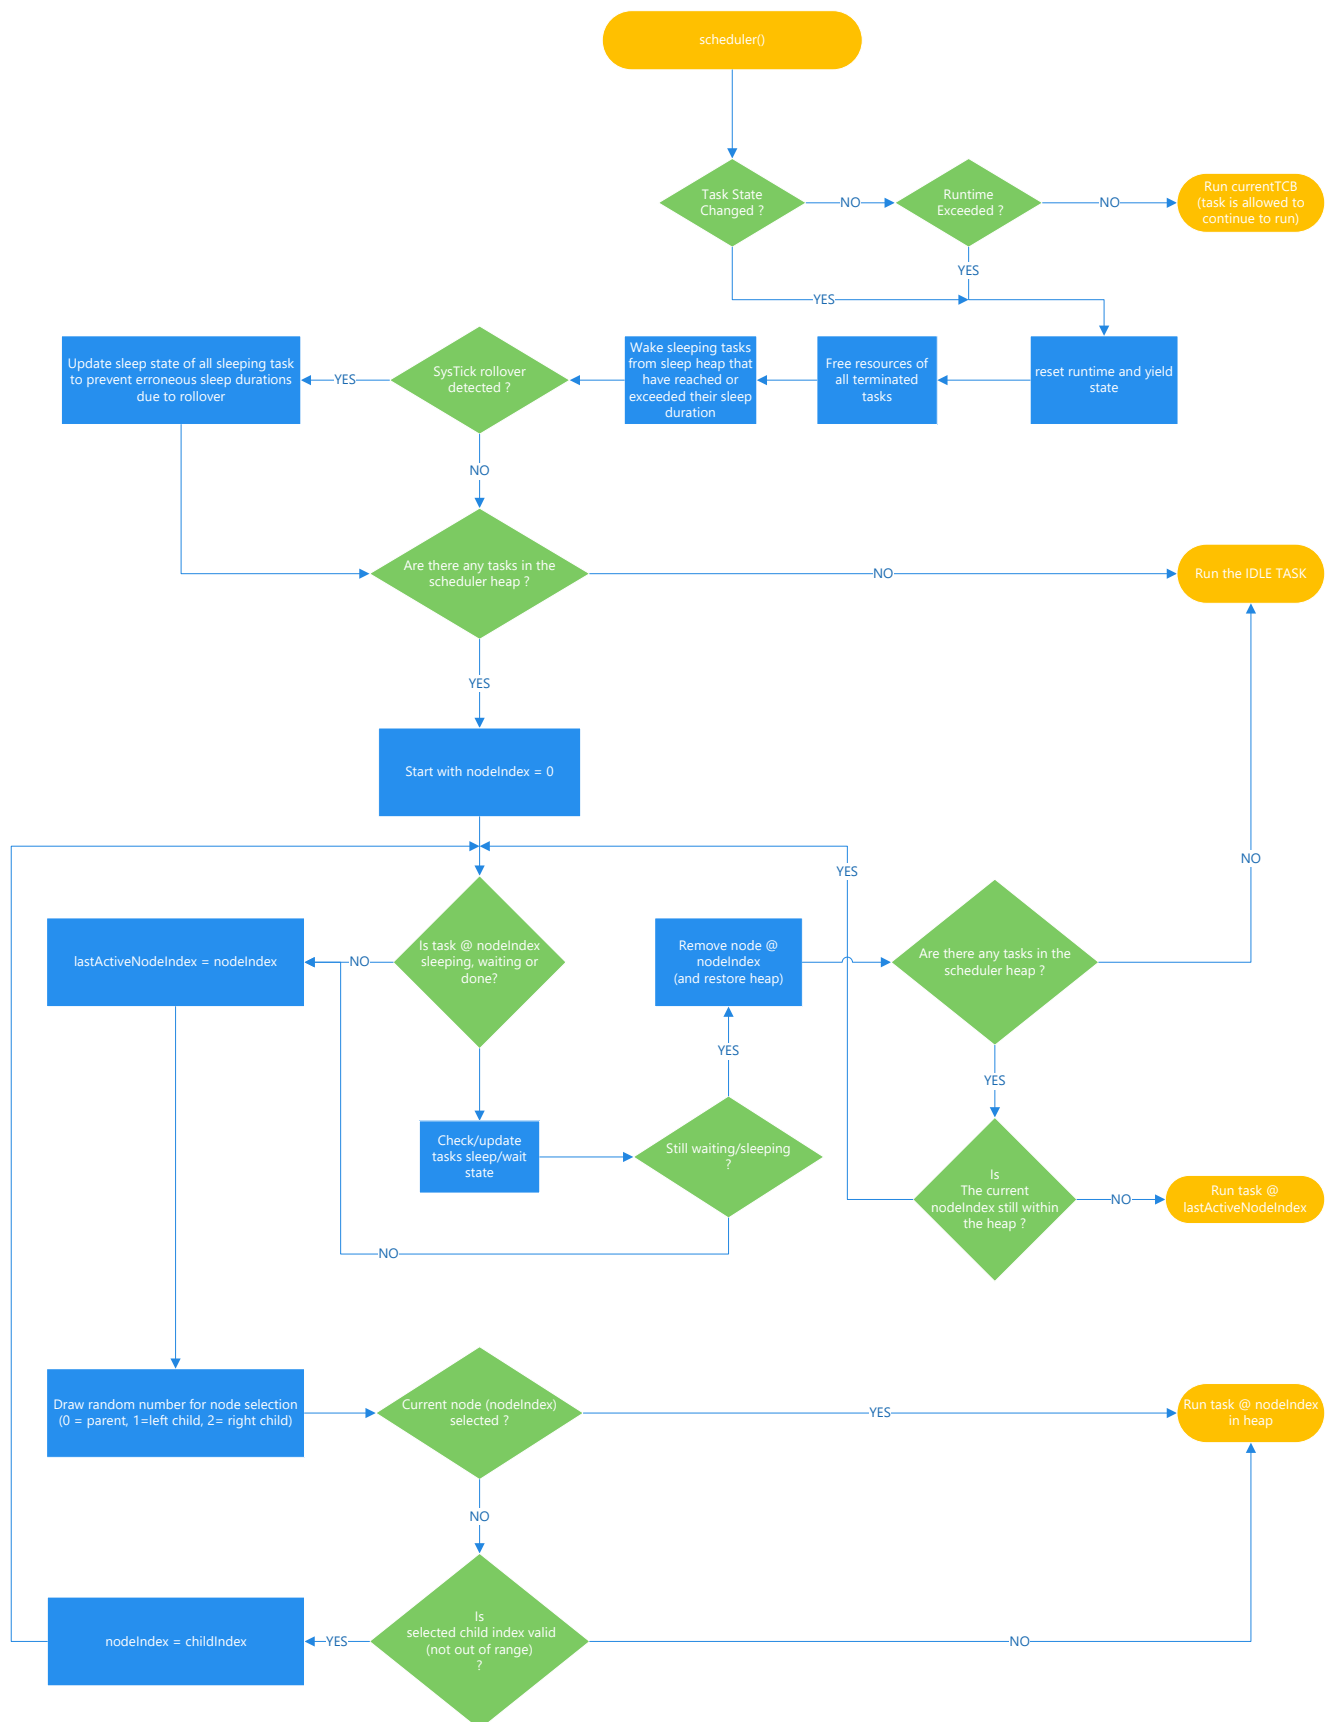 scheduler()
Task State
Changed ?
NO
Runtime
Exceeded ?
NO
Run currentTCB
(task is allowed to
continue to run)
YES
YES
Update sleep state of all sleeping task
to prevent erroneous sleep durations
due to rollover
YES
SysTick rollover
detected ?
Wake sleeping tasks
from sleep heap that
have reached or
exceeded their sleep
duration
Free resources of
all terminated
tasks
reset runtime and yield
state
NO
Are there any tasks in the
scheduler heap ?
NO
Run the IDLE TASK
YES
Start with nodeIndex = 0
YES
NO
lastActiveNodeIndex = nodeIndex
NO
Is task @ nodeIndex
sleeping, waiting or
done?
Remove node @
nodeIndex
(and restore heap)
Are there any tasks in the
scheduler heap ?
YES
YES
Check/update
tasks sleep/wait
state
Still waiting/sleeping
?
Is
The current
nodeIndex still within
the heap ?
NO
Run task @
lastActiveNodeIndex
NO
Draw random number for node selection
(0 = parent, 1=left child, 2= right child)
Current node (nodeIndex)
selected ?
YES
Run task @ nodeIndex
in heap
NO
nodeIndex = childIndex
YES
Is
selected child index valid
(not out of range)
?
NO